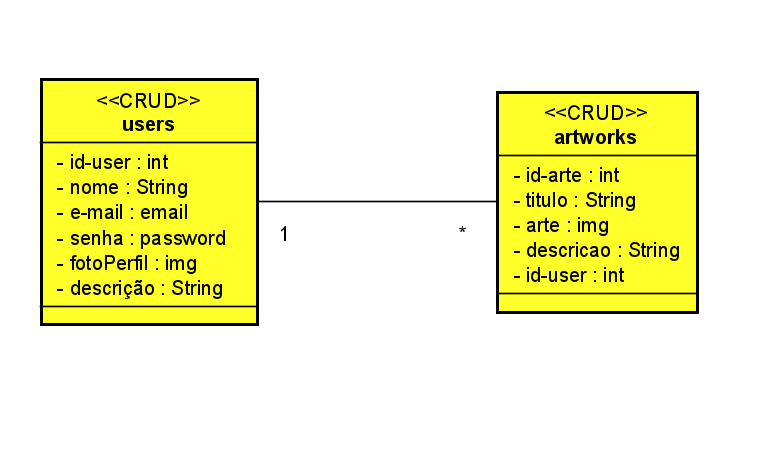 <<CRUD>>
users
- id-user : int
- nome : String
- e-mail : email
- senha : password
- fotoPerfil : img
- descrição : String
1
*
<<CRUD>>
artworks
- id-arte : int
- titulo : String
- arte : img
- descricao : String
- id-user : int